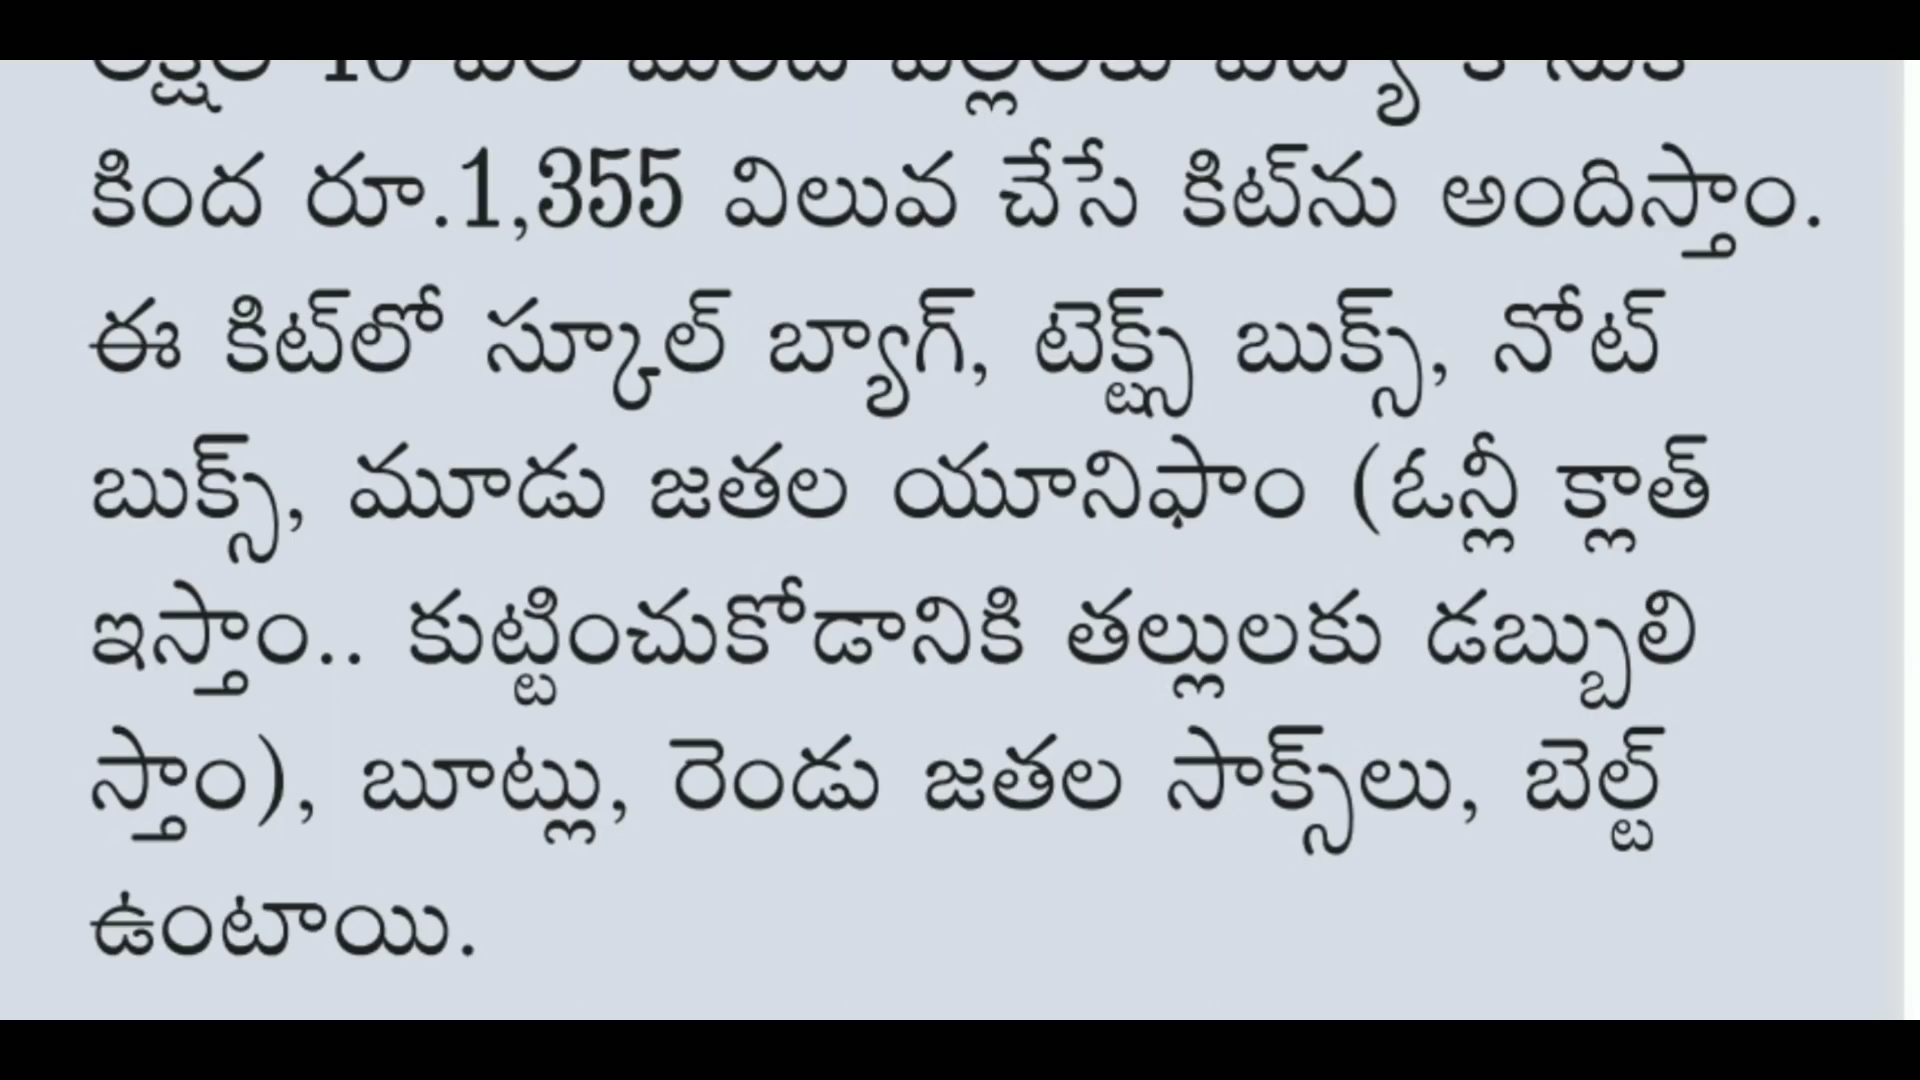 కింద రూ.1,355 విలువ చేసే కిట్‌ను అందిస్తాం.
ఈ కిట్‌లో స్కూల్ బ్యాగ్, టెక్ట్స్ బుక్స్, నోట్
బుక్స్, మూడు జతల యూనిఫాం (ఓన్లీ క్లాత్
ఇస్తాం.. కుట్టించుకోడానికి తల్లులకు డబ్బులి
స్తాం), బూట్లు, రెండు జతల సాక్స్‌లు, బెల్ట్
ఉంటాయి.